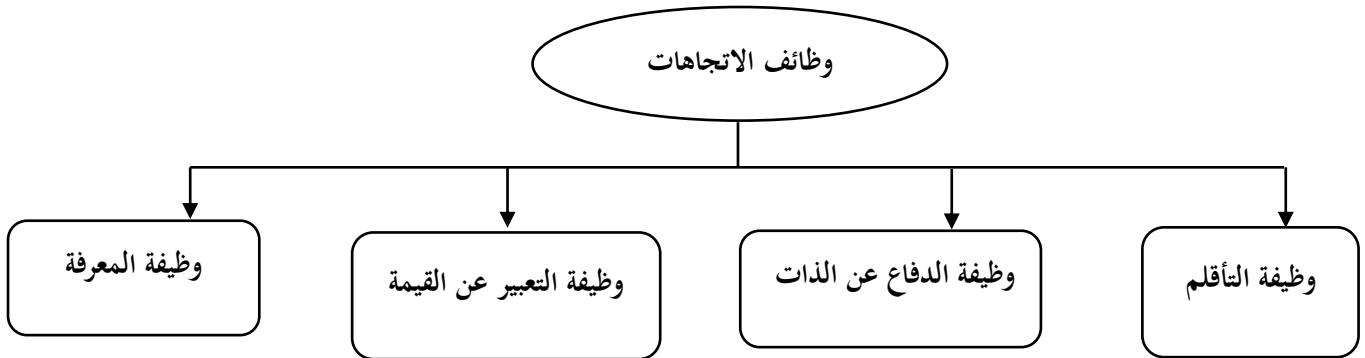 وظائف الاتجاهات
وظيفة التأقلم
وظيفة الدفاع عن الذات
وظيفة التعبير عن القيمة
وظيفة المعرفة